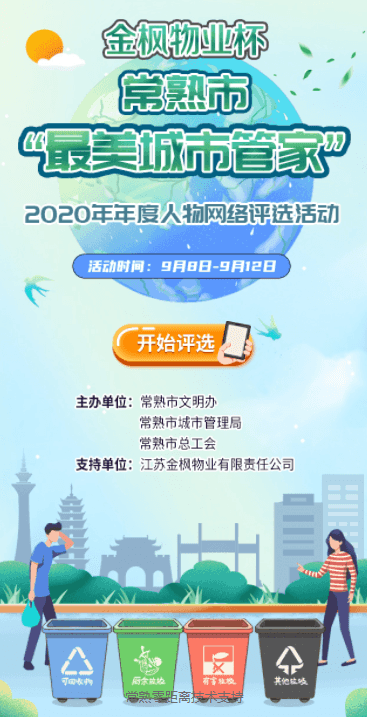 金枫物业杯
常熟市
“最美城市管家”
2020年年度人物网络评选活动
活动时间：9月8日-9月12日
开始评选
主办单位：常熟市文明办
常熟市城市管理局
常熟市总工会
支持单位：江苏金枫物业有限责任公司
可回收物 厨余垃圾 有害垃圾 其他垃圾
常熟零距离技术支持